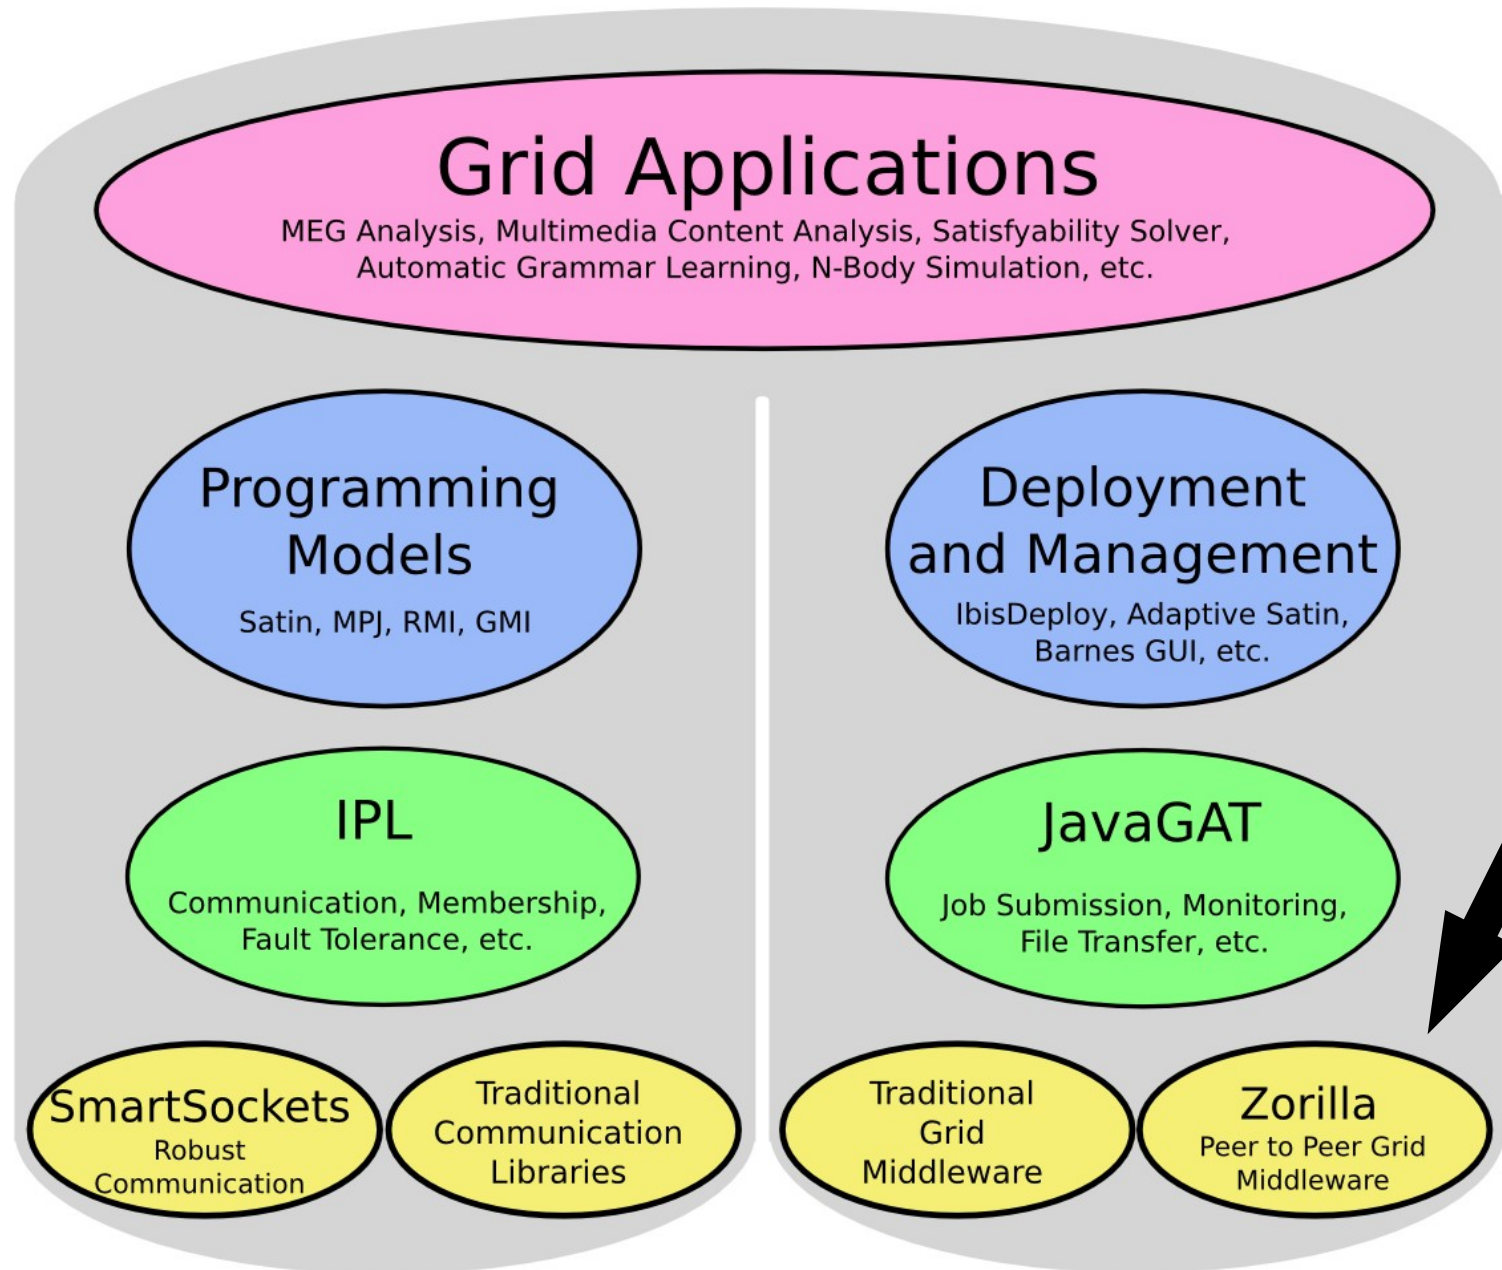 Grid Applications
MEG Analysis, Multimedia Content Analysis, Satisfyability Solver,
Automatic Grammar Learning, N-Body Simulation, etc.
Programming
Models
Satin, MPJ, RMI, GMI
Deployment
and Management
IbisDeploy, Adaptive Satin,
Barnes GUI, etc.
IPL
Communication, Membership,
Fault Tolerance, etc.
JavaGAT
Job Submission, Monitoring,
File Transfer, etc.
SmartSockets
Robust
Communication
Traditional
Communication
Libraries
Traditional
Grid
Middleware
Zorilla
Peer to Peer Grid
Middleware